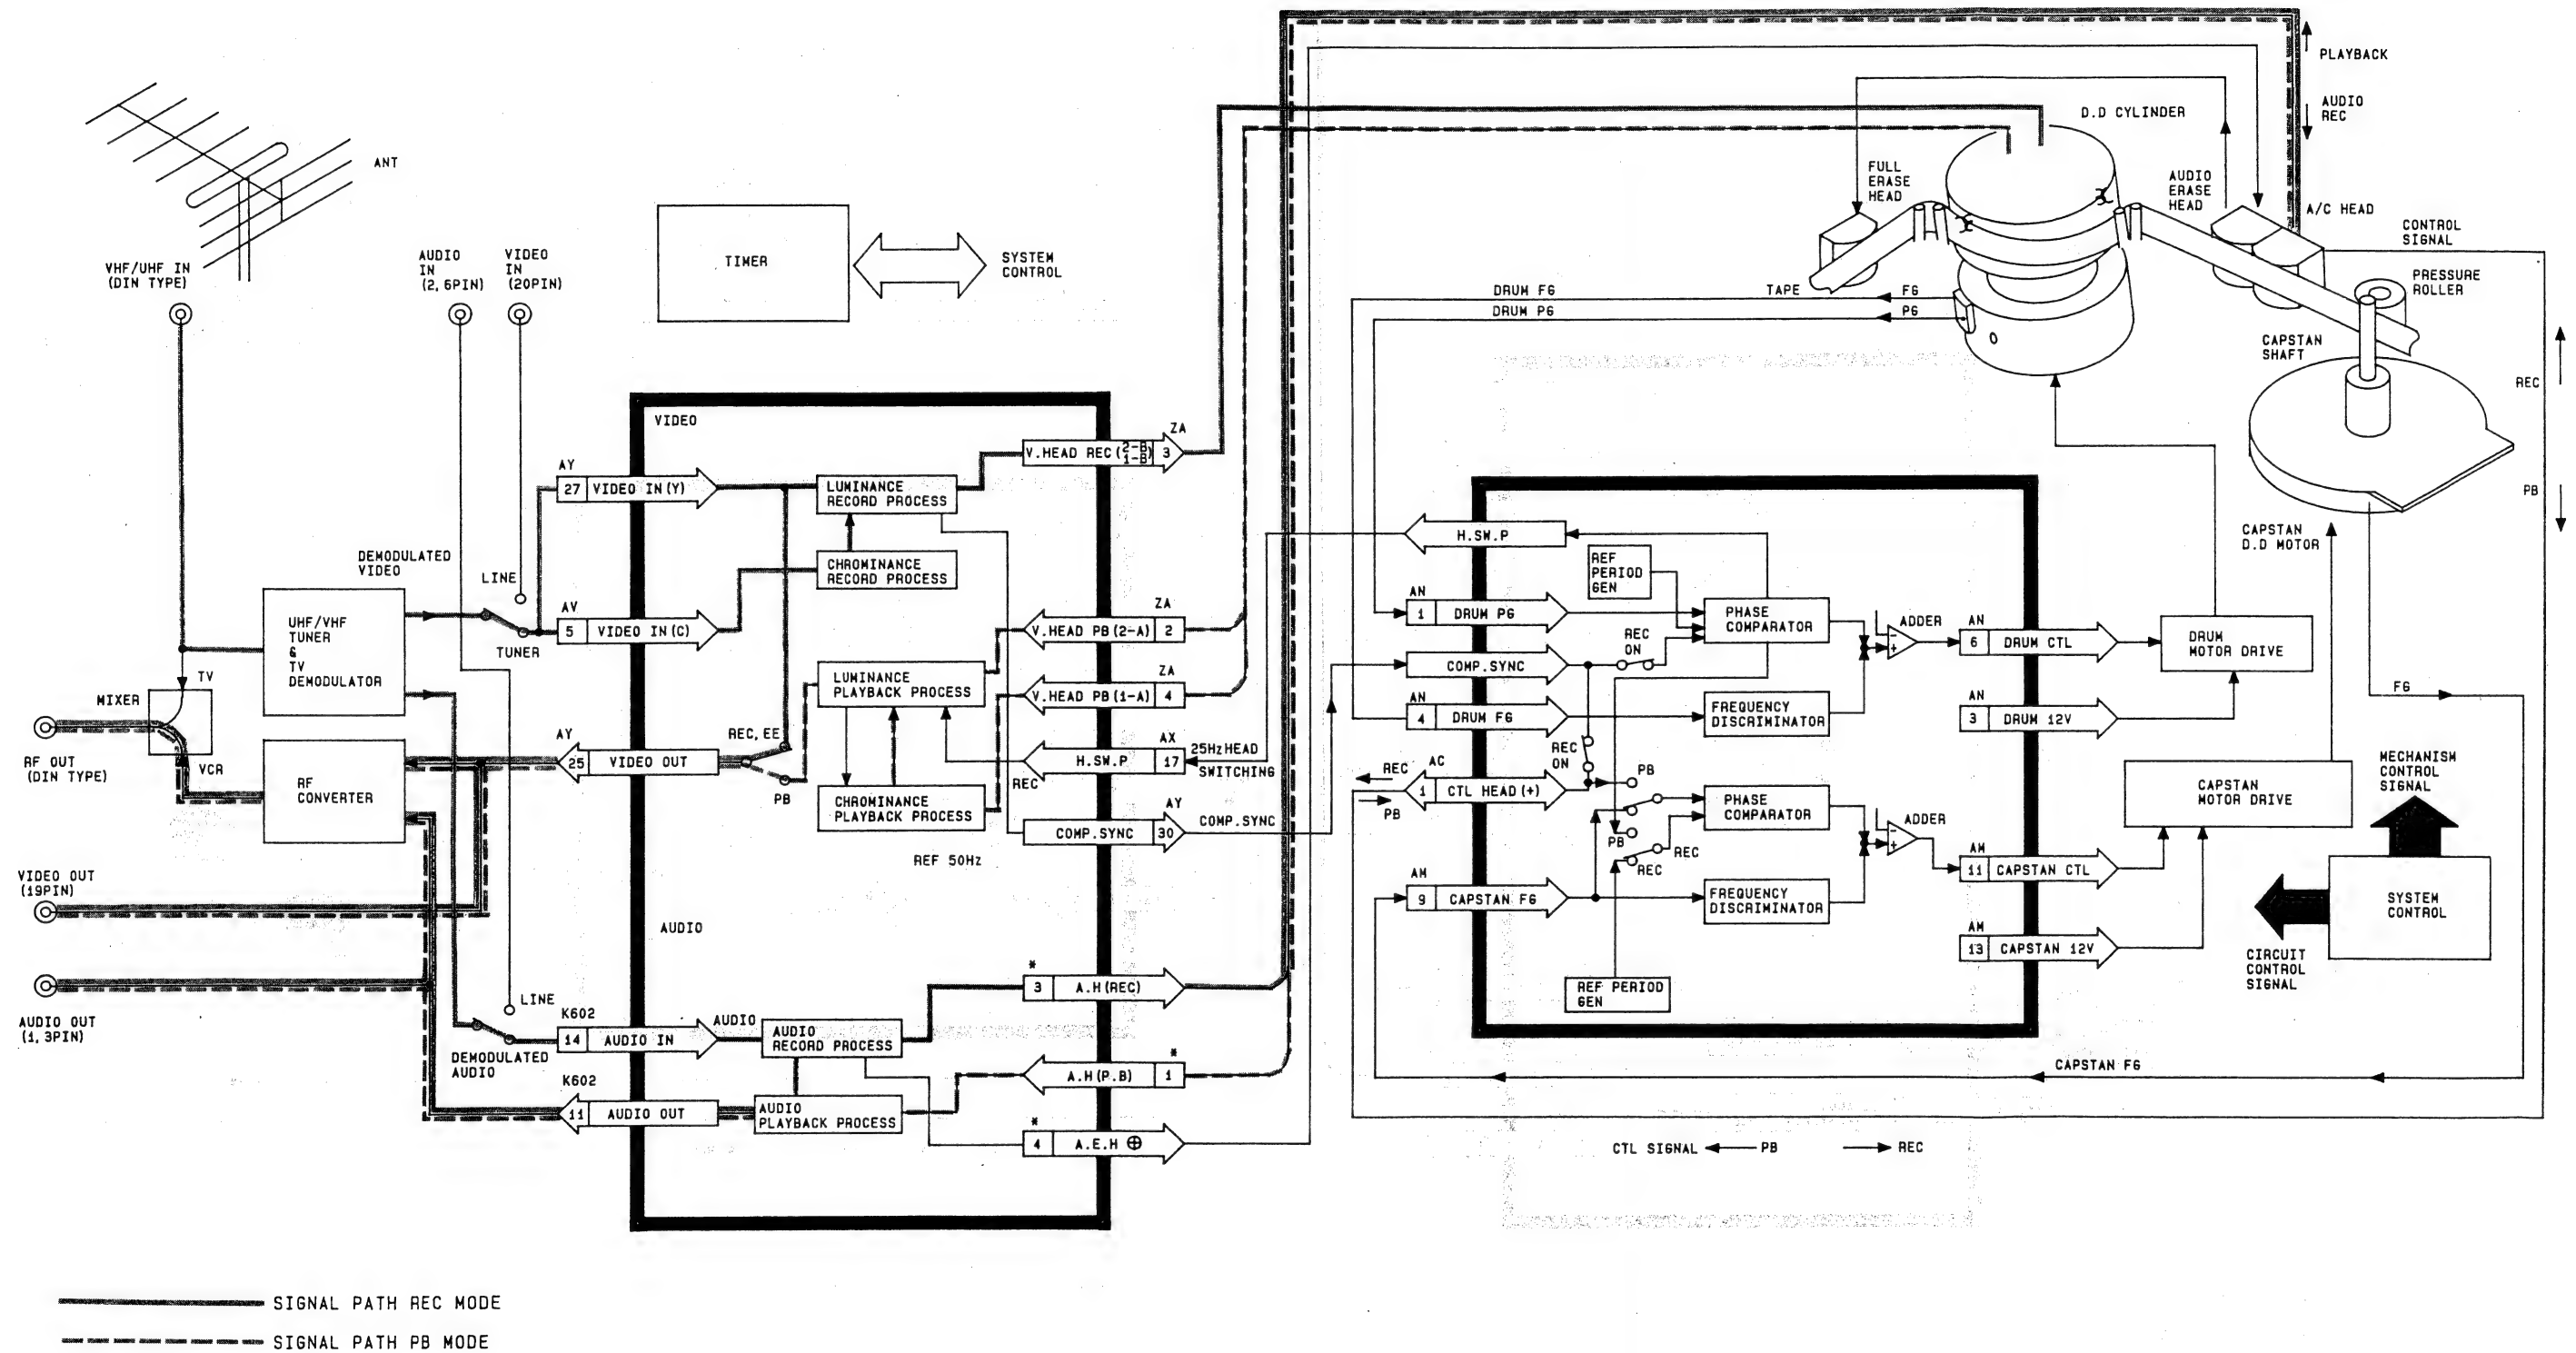 PLAYBACK
AUDIO
REC
D.D CYLINDER
ANT
FULL
ERASE
HEAD
AUDIO
ERASE
HEAD
A/C HEAD
CONTROL
SIGNAL
PRESSURE
ROLLER
VHF/UHF IN
(DIN TYPE)
AUDIO
IN
(2,6PIN)
VIDEO
IN
(20PIN)
TIMER
SYSTEM
CONTROL
DRUM FG
TAPE
FG
DRUM PG
PG
CAPSTAN
SHAFT
REC
PB
CAPSTAN
D.D MOTOR
VIDEO
ZA
V.HEAD REC (2-B)
1-B
3
AY
27 VIDEO IN (Y)
LUMINANCE
RECORD PROCESS
CHROMINANCE
RECORD PROCESS
DEMODULATED
VIDEO
LINE
TUNER
AV
5 VIDEO IN (C)
UHF/VHF
TUNER
&
TV
DEMODULATOR
ZA
V.HEAD PB (2-A) 2
ZA
V.HEAD PB (1-A) 4
LUMINANCE
PLAYBACK PROCESS
MIXER
TV
VCR
RF OUT
(DIN TYPE)
RF
CONVERTER
AY
25 VIDEO OUT
REC, EE
PB
CHROMINANCE
PLAYBACK PROCESS
AX
H.SW.P 17
REC
25Hz HEAD
SWITCHING
AY
COMP.SYNC 30
COMP.SYNC
REF 50Hz
VIDEO OUT
(19PIN)
AUDIO OUT
(1,3PIN)
AUDIO
LINE
DEMODULATED
AUDIO
K602
14 AUDIO IN
AUDIO
AUDIO
RECORD PROCESS
K602
11 AUDIO OUT
AUDIO
PLAYBACK PROCESS
*
3 A.H (REC)
*
A.H (P.B) 1
*
4 A.E.H ⊕
H.SW.P
REF
PERIOD
GEN
AN
1 DRUM PG
PHASE
COMPARATOR
REC
ON
COMP.SYNC
AN
4 DRUM FG
FREQUENCY
DISCRIMINATOR
ADDER
-
+
AN
6 DRUM CTL
DRUM
MOTOR DRIVE
AN
3 DRUM 12V
FG
REC
ON
REC
PB
AC
1 CTL HEAD (+)
PB
PB
REC
REC
PHASE
COMPARATOR
ADDER
-
+
CAPSTAN
MOTOR DRIVE
MECHANISM
CONTROL
SIGNAL
AM
9 CAPSTAN FG
FREQUENCY
DISCRIMINATOR
AM
11 CAPSTAN CTL
AM
13 CAPSTAN 12V
SYSTEM
CONTROL
CIRCUIT
CONTROL
SIGNAL
REF PERIOD
GEN
CAPSTAN FG
CTL SIGNAL PB REC
SIGNAL PATH REC MODE
SIGNAL PATH PB MODE